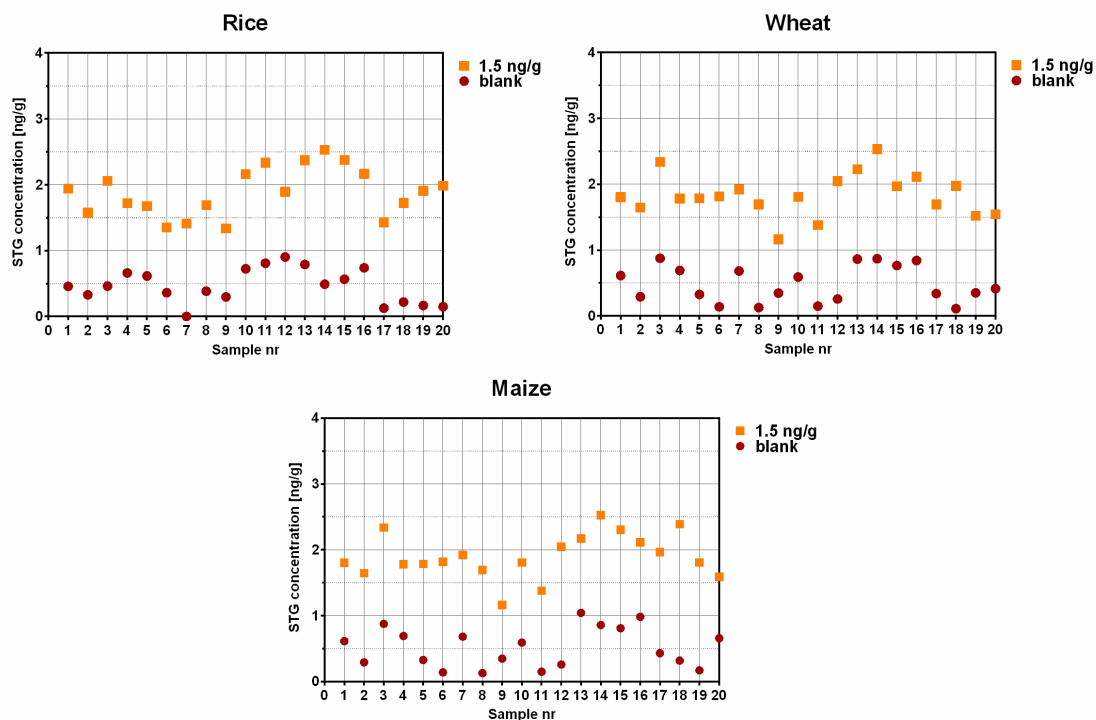 Rice
4
3
2
1
0
STG concentration [ng/g]
0 1 2 3 4 5 6 7 8 9 10 11 12 13 14 15 16 17 18 19 20
Sample nr
1.5 ng/g
blank
Wheat
4
3
2
1
0
STG concentration [ng/g]
0 1 2 3 4 5 6 7 8 9 10 11 12 13 14 15 16 17 18 19 20
Sample nr
1.5 ng/g
blank
Maize
4
3
2
1
0
STG concentration [ng/g]
0 1 2 3 4 5 6 7 8 9 10 11 12 13 14 15 16 17 18 19 20
Sample nr
1.5 ng/g
blank